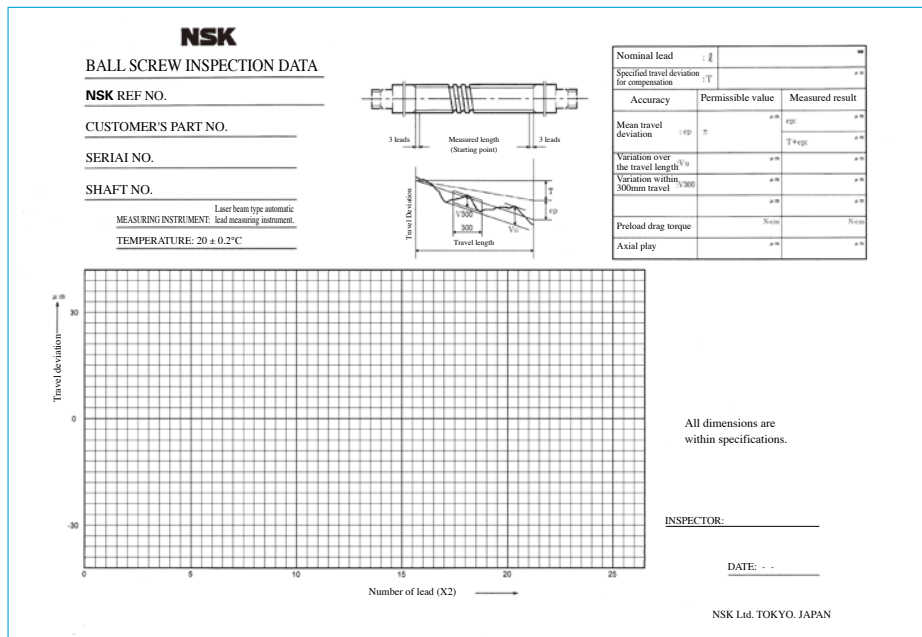 NSK
BALL SCREW INSPECTION DATA
NSK REF NO.
CUSTOMER'S PART NO.
SERIAI NO.
SHAFT NO.
MEASURING INSTRUMENT: Laser beam type automatic
lead measuring instrument.
TEMPERATURE: 20 ± 0.2°C
3 leads
Measured length
(Starting point)
3 leads
Travel Deviation
T
ep
V300
300
Vu
Travel length
Nominal lead : ℓ mm
Specified travel deviation
for compensation : T μm
Accuracy Permissible value Measured result
Mean travel
deviation : ep ± μm ep: μm
T+ep: μm
Variation over
the travel length :Vu μm μm
Variation within
300mm travel :V300 μm μm
μm μm
Preload drag torque N·cm N·cm
Axial play μm μm
μm
Travel deviation
30
0
-30
0 5 10 15 20 25
Number of lead (X2)
All dimensions are
within specifications.
INSPECTOR:
DATE: - -
NSK Ltd. TOKYO. JAPAN